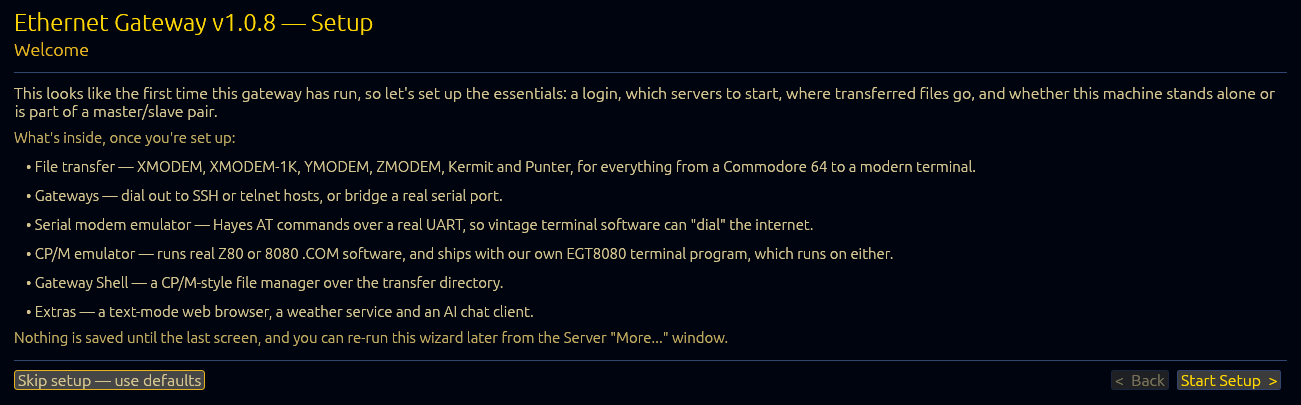 Ethernet Gateway v1.0.8 — Setup
Welcome
This looks like the first time this gateway has run, so let's set up the essentials: a login, which servers to start, where transferred files go, and whether this machine stands alone or
is part of a master/slave pair.
What's inside, once you're set up:
• File transfer — XMODEM, XMODEM-1K, YMODEM, ZMODEM, Kermit and Punter, for everything from a Commodore 64 to a modern terminal.
• Gateways — dial out to SSH or telnet hosts, or bridge a real serial port.
• Serial modem emulator — Hayes AT commands over a real UART, so vintage terminal software can "dial" the internet.
• CP/M emulator — runs real Z80 or 8080 .COM software, and ships with our own EGT8080 terminal program, which runs on either.
• Gateway Shell — a CP/M-style file manager over the transfer directory.
• Extras — a text-mode web browser, a weather service and an AI chat client.
Nothing is saved until the last screen, and you can re-run this wizard later from the Server "More..." window.
Skip setup — use defaults
< Back
Start Setup >